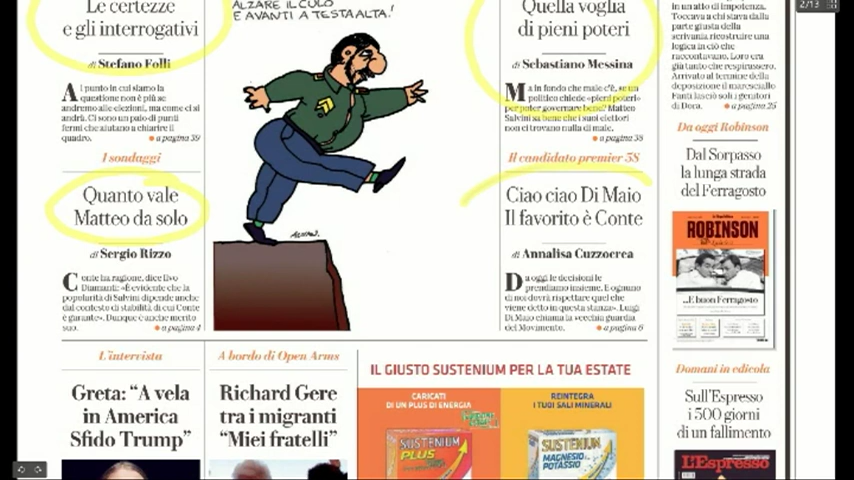 Le certezze
e gli interrogativi
di Stefano Folli
Al punto in cui siamo la
questione non è più se
andremo alle elezioni, ma come ci si
andrà. Ci sono un paio di punti
fermi che aiutano a chiarire il
quadro.
a pagina 39
I sondaggi
Quanto vale
Matteo da solo
di Sergio Rizzo
Conte ha ragione, dice Ilvo
Diamanti: «È evidente che la
popolarità di Salvini dipende anche
dal contesto di stabilità di cui Conte
è garante». Dunque è anche merito
suo.
a pagina 4
ALZARE IL CULO
E AVANTI A TESTA ALTA!
Quella voglia
di pieni poteri
di Sebastiano Messina
Ma in fondo che male c'è, se un
politico chiede «pieni poteri»
per poter governare bene? Matteo
Salvini sa bene che i suoi elettori
non ci trovano nulla di male.
a pagina 38
Il candidato premier 5S
Ciao ciao Di Maio
Il favorito è Conte
di Annalisa Cuzzocrea
Da oggi le decisioni le
prendiamo insieme. E ognuno
di noi dovrà rispettare quel che
viene detto in questa stanza». Luigi
Di Maio chiama la vecchia guardia
del Movimento.
a pagina 6
in un atto di impotenza.
Toccava a chi stava dalla
parte giusta della
scrivania ricostruire una
logica in ciò che
raccontavano. Loro era
già tanto che respirassero.
Arrivato al termine della
deposizione il maresciallo
Fanti lasciò soli i genitori
di Dora.
a pagina 25
Da oggi Robinson
Dal Sorpasso
la lunga strada
del Ferragosto
ROBINSON
...E buon Ferragosto
Domani in edicola
Sull'Espresso
i 500 giorni
di un fallimento
L'Espresso
L'intervista
Greta: “A vela
in America
Sfido Trump”
A bordo di Open Arms
Richard Gere
tra i migranti
“Miei fratelli”
IL GIUSTO SUSTENIUM PER LA TUA ESTATE
CARICATI
DI UN PLUS DI ENERGIA
SUSTENIUM
PLUS
REINTEGRA
I TUOI SALI MINERALI
SUSTENIUM
MAGNESIO
POTASSIO
2/13